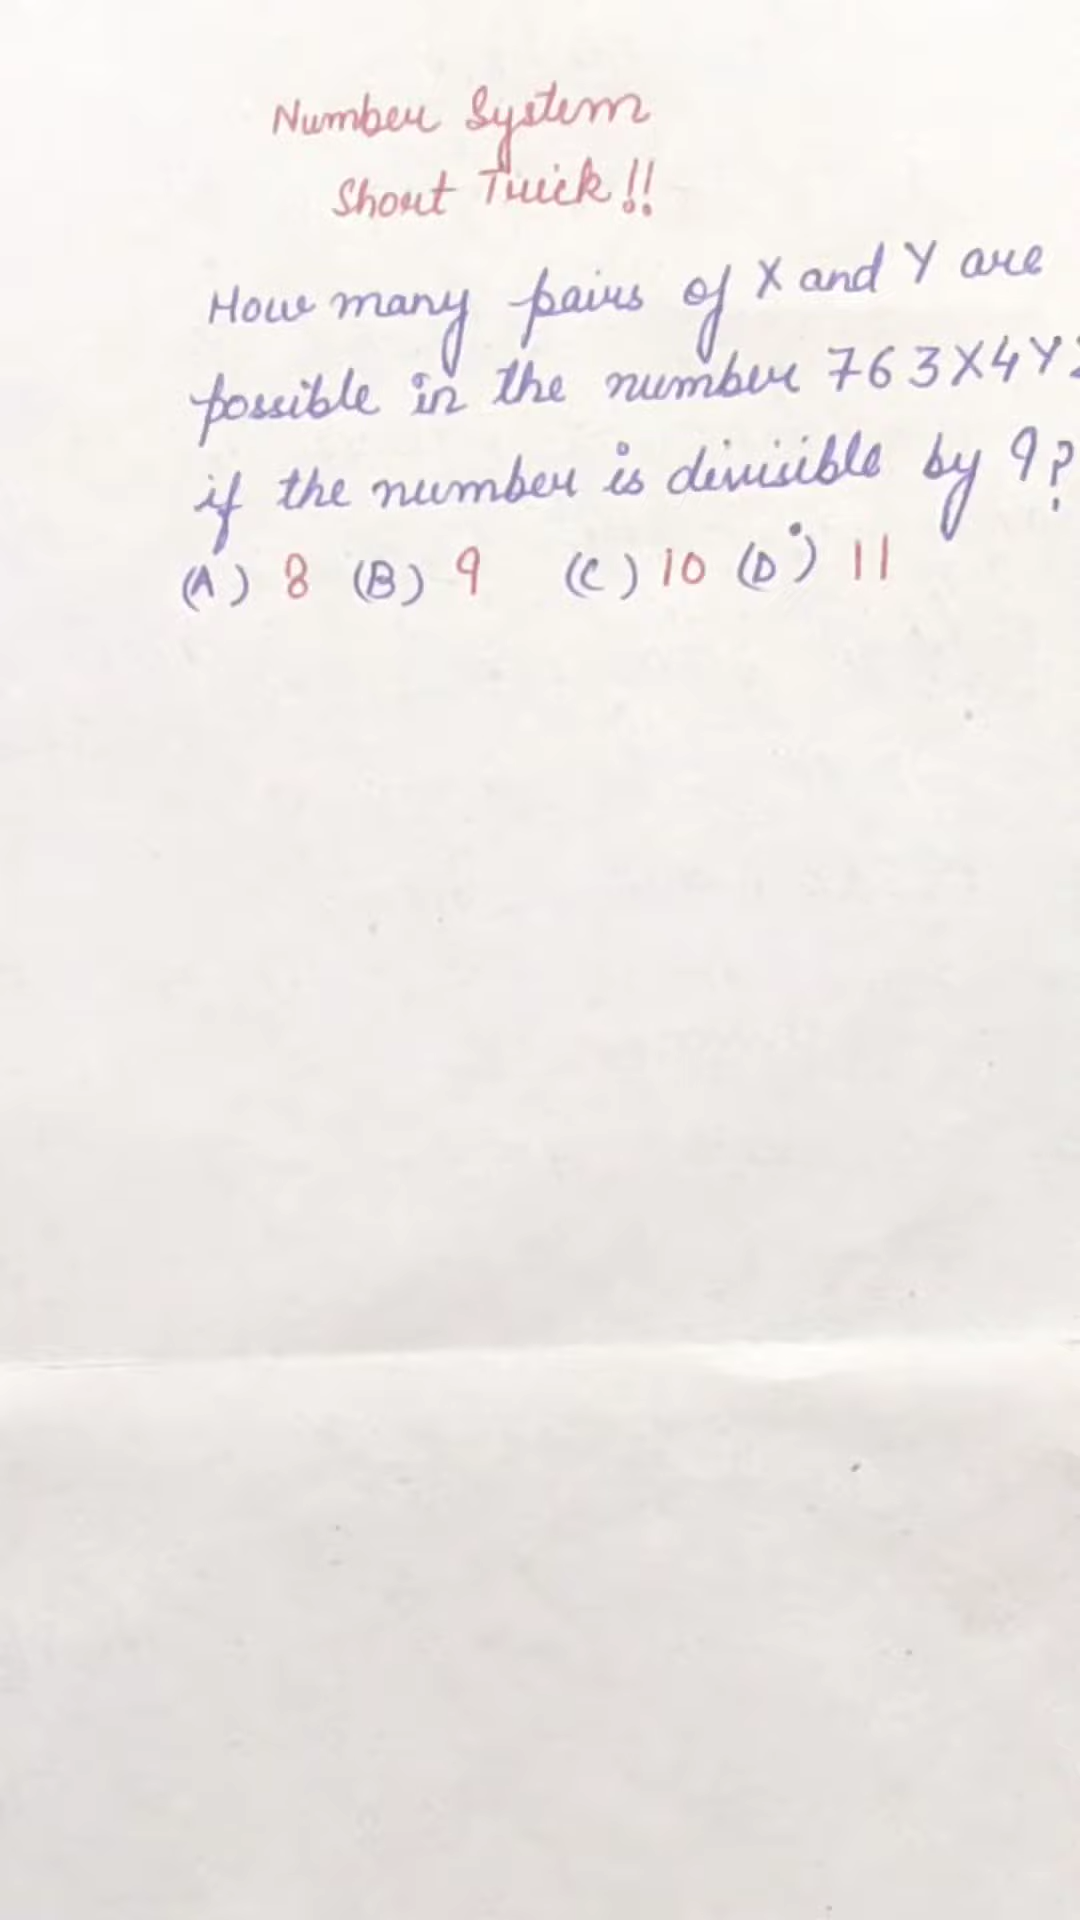 Number System
Short Trick!!
How many pairs of X and Y are
possible in the number 763X4Y2
if the number is divisible by 9?
(A) 8 (B) 9 (C) 10 (D) 11